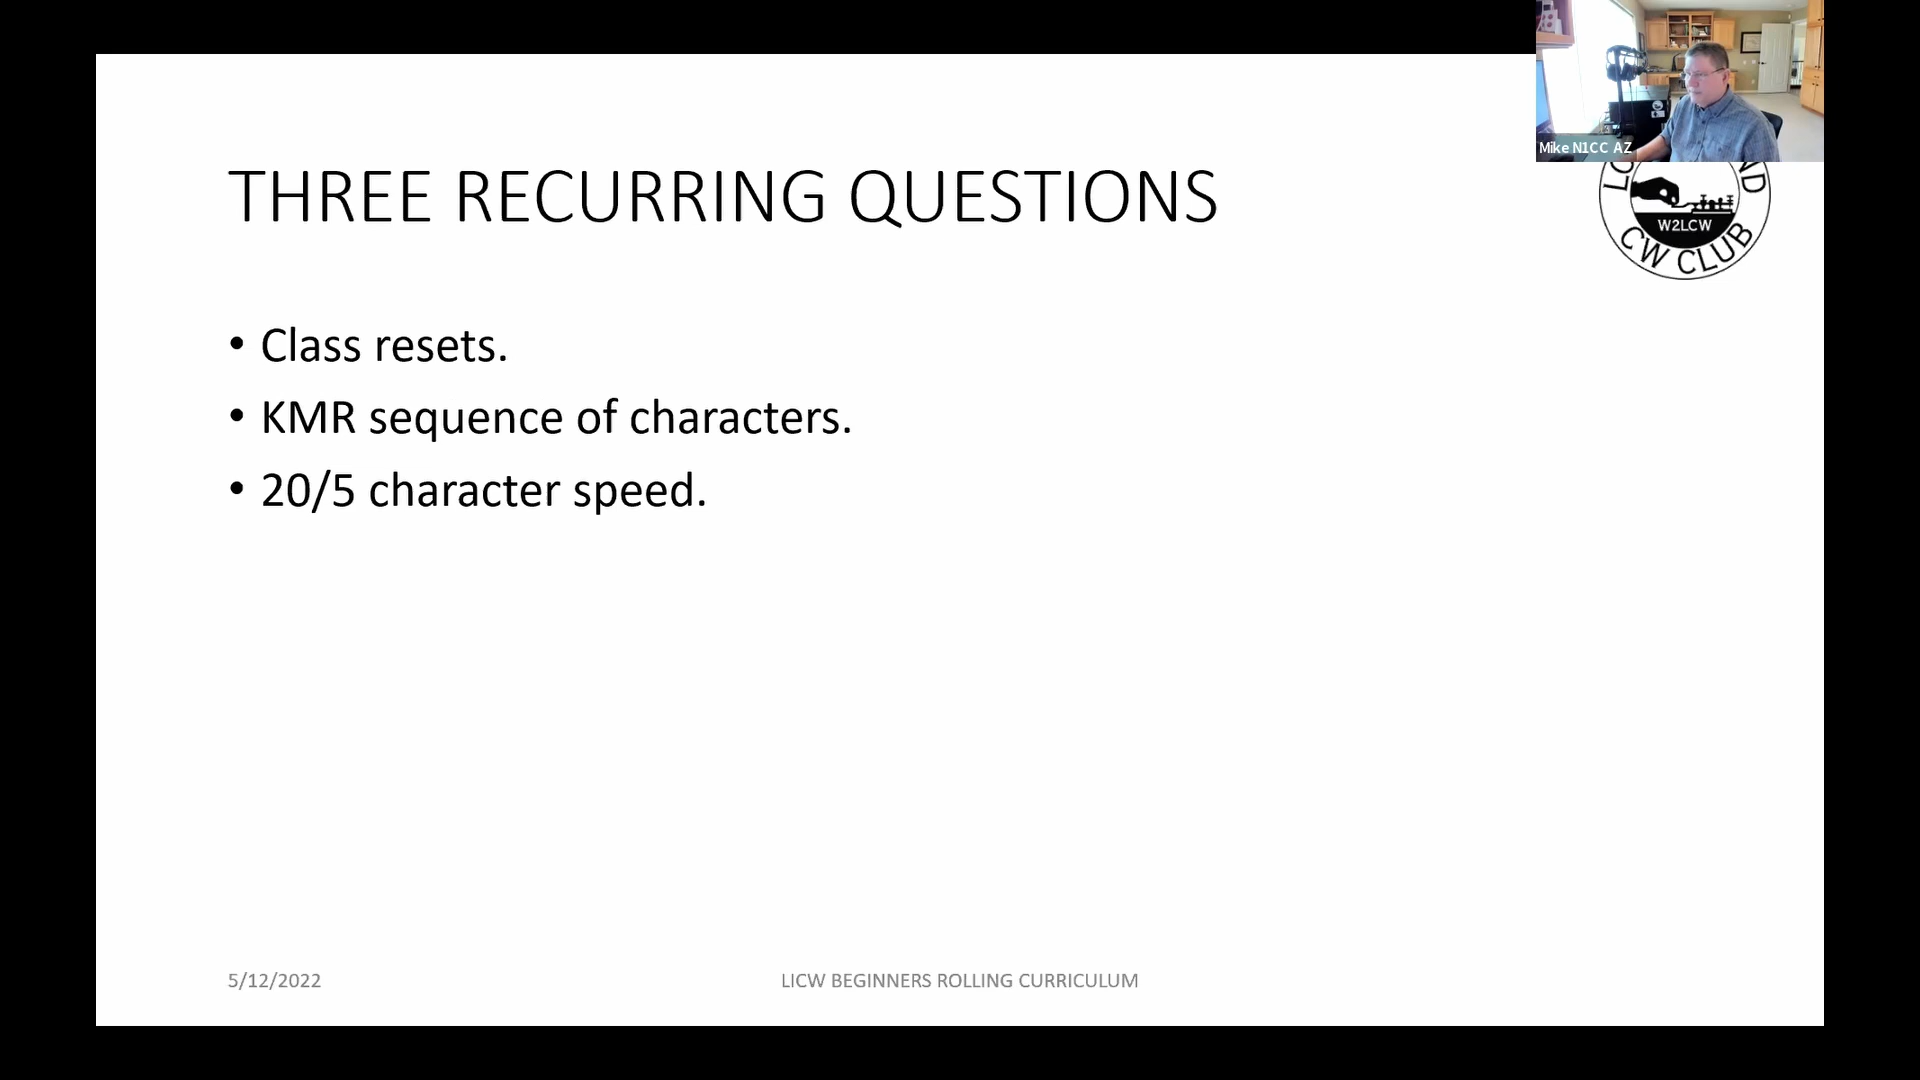 Mike N1CC AZ
THREE RECURRING QUESTIONS
W2LCW
CW CLUB
• Class resets.
• KMR sequence of characters.
• 20/5 character speed.
5/12/2022
LICW BEGINNERS ROLLING CURRICULUM